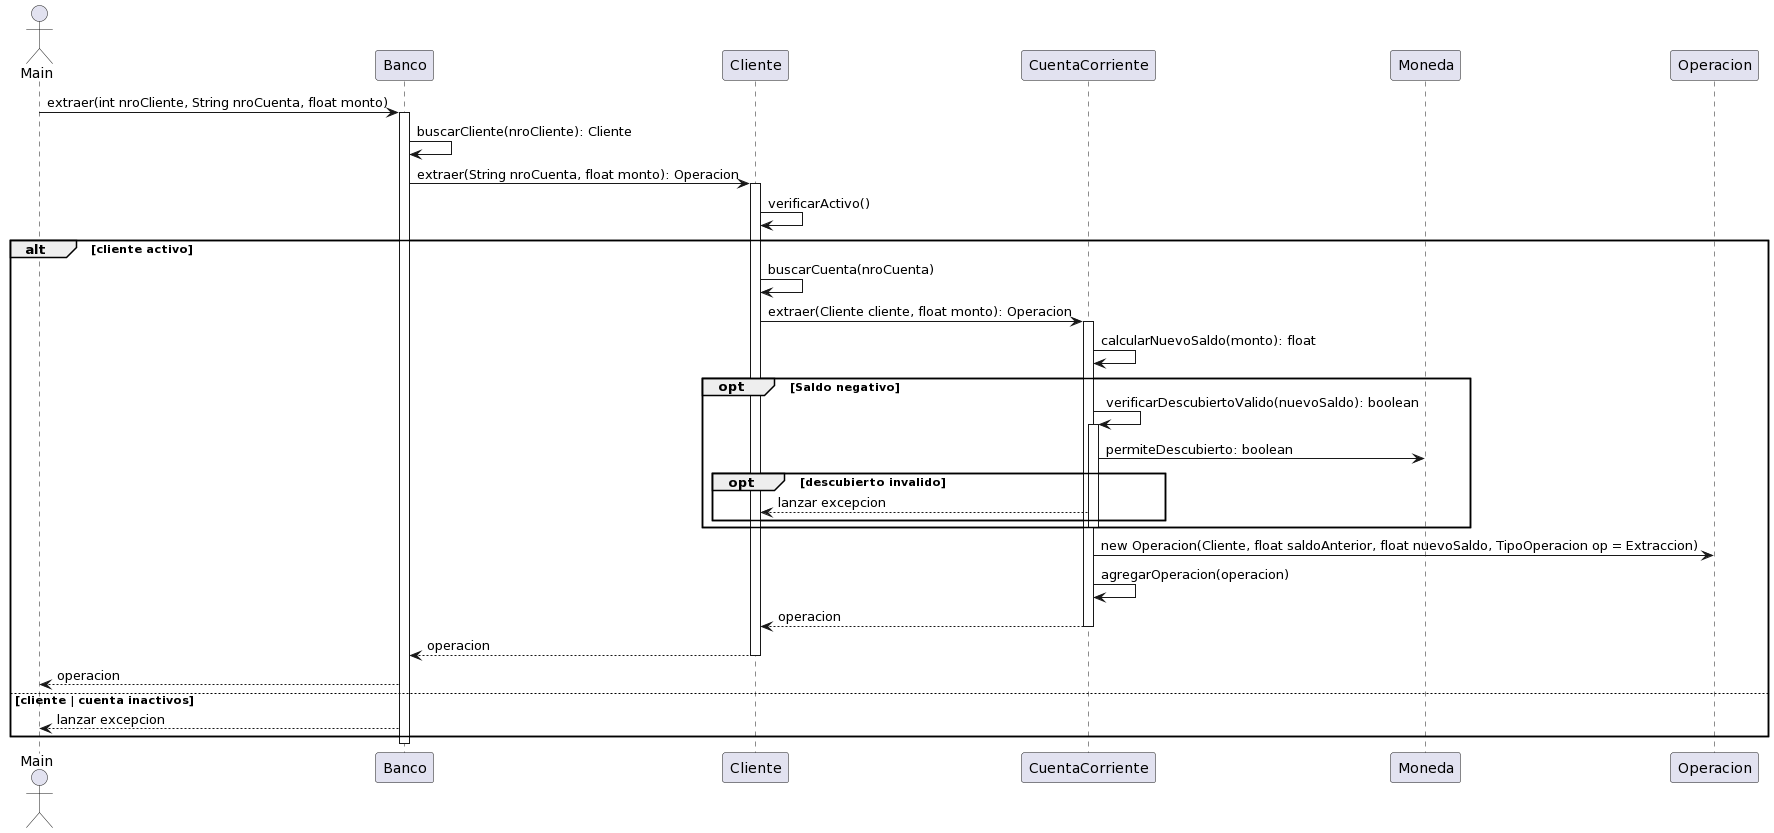 Main
Banco
Cliente
CuentaCorriente
Moneda
Operacion
extraer(int nroCliente, String nroCuenta, float monto)
buscarCliente(nroCliente): Cliente
extraer(String nroCuenta, float monto): Operacion
verificarActivo()
alt [cliente activo]
buscarCuenta(nroCuenta)
extraer(Cliente cliente, float monto): Operacion
calcularNuevoSaldo(monto): float
opt [Saldo negativo]
verificarDescubiertoValido(nuevoSaldo): boolean
permiteDescubierto: boolean
opt [descubierto invalido]
lanzar excepcion
new Operacion(Cliente, float saldoAnterior, float nuevoSaldo, TipoOperacion op = Extraccion)
agregarOperacion(operacion)
operacion
operacion
operacion
[cliente | cuenta inactivos]
lanzar excepcion
Main
Banco
Cliente
CuentaCorriente
Moneda
Operacion